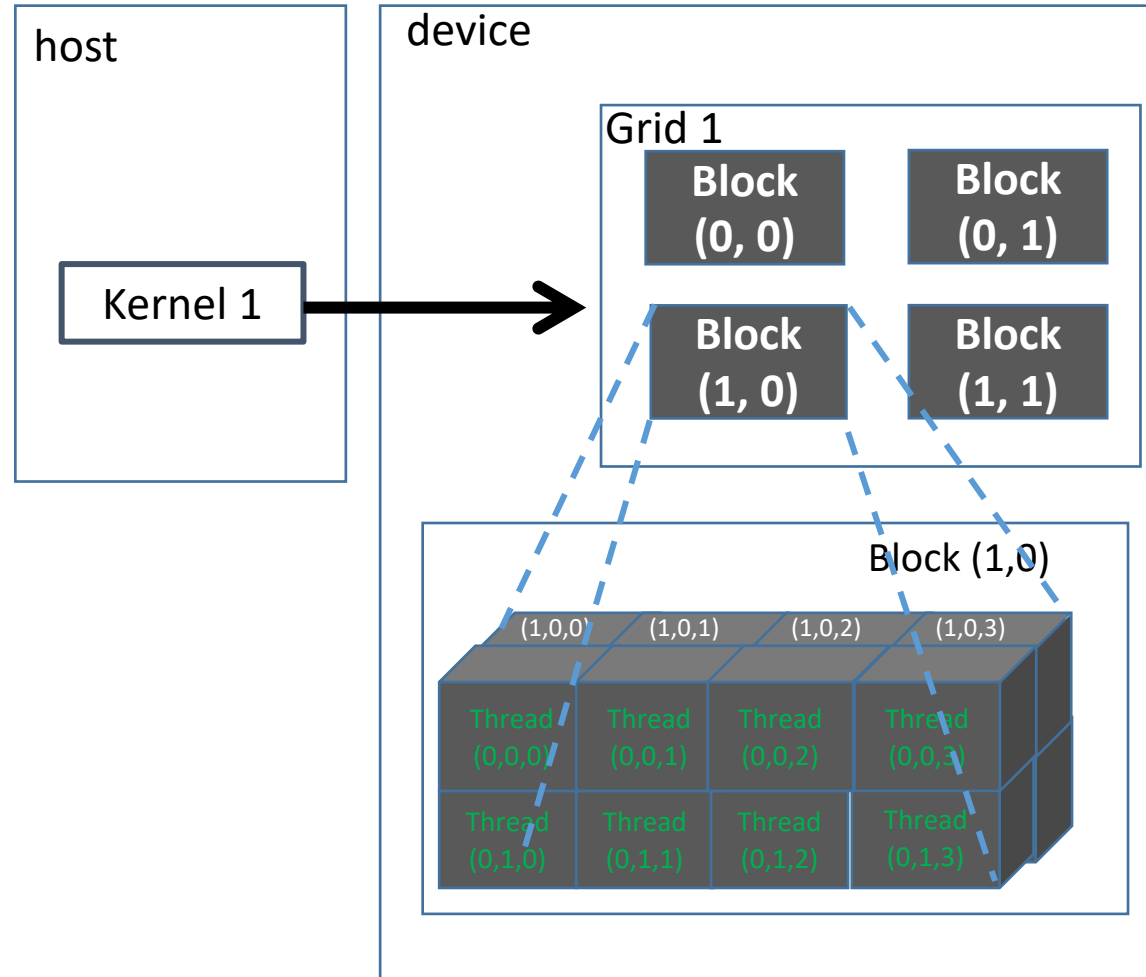 host
device
Grid 1
Block
(0, 0)
Block
(0, 1)
Kernel 1
Block
(1, 0)
Block
(1, 1)
Block (1,0)
(1,0,0)
(1,0,1)
(1,0,2)
(1,0,3)
Thread
(0,0,0)
Thread
(0,0,1)
Thread
(0,0,2)
Thread
(0,0,3)
Thread
(0,1,0)
Thread
(0,1,1)
Thread
(0,1,2)
Thread
(0,1,3)